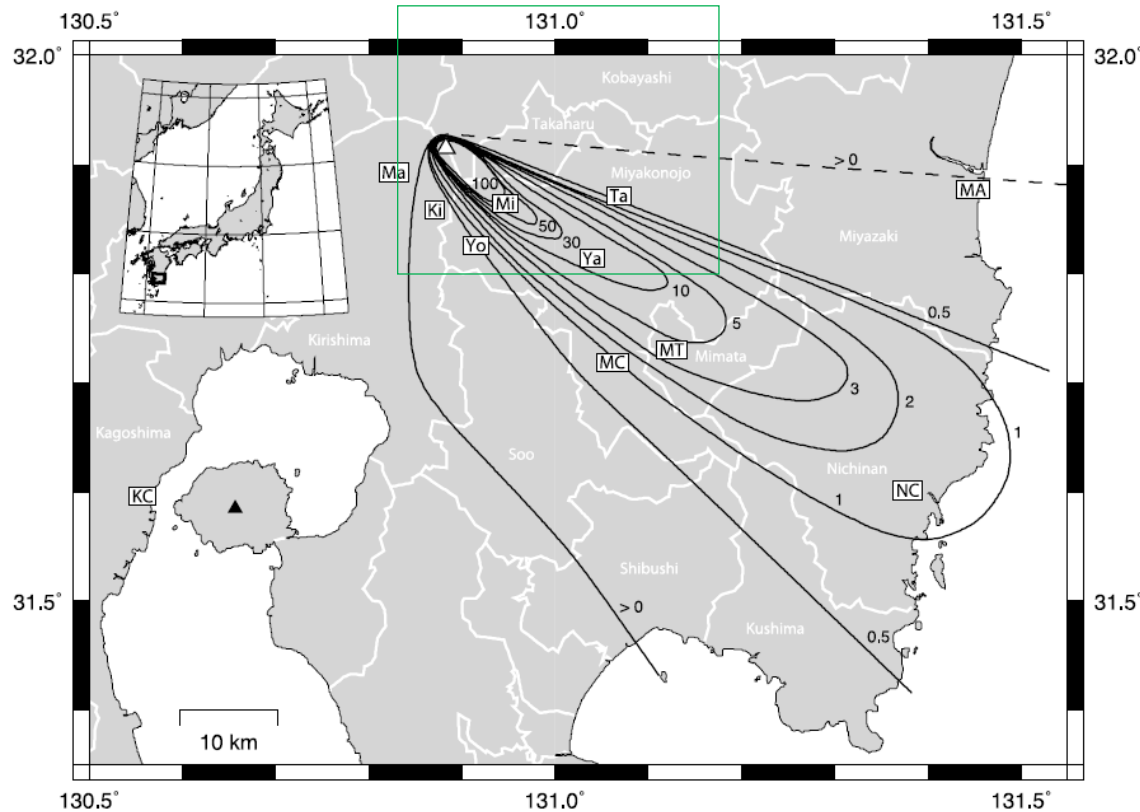 130.5° 131.0° 131.5°
32.0° 32.0°
Kobayashi
Takaharu
> 0
Ma
100
Miyakonojo
MA
Ta
Ki
Mi
50
Miyazaki
30
Yo
Ya
10
0.5
5
Kirishima
MT
Mimata
MC
3
2
Kagoshima
1
Soo
Nichinan
KC
NC
1
Shibushi
31.5° 31.5°
> 0
Kushima
0.5
10 km
130.5° 131.0° 131.5°